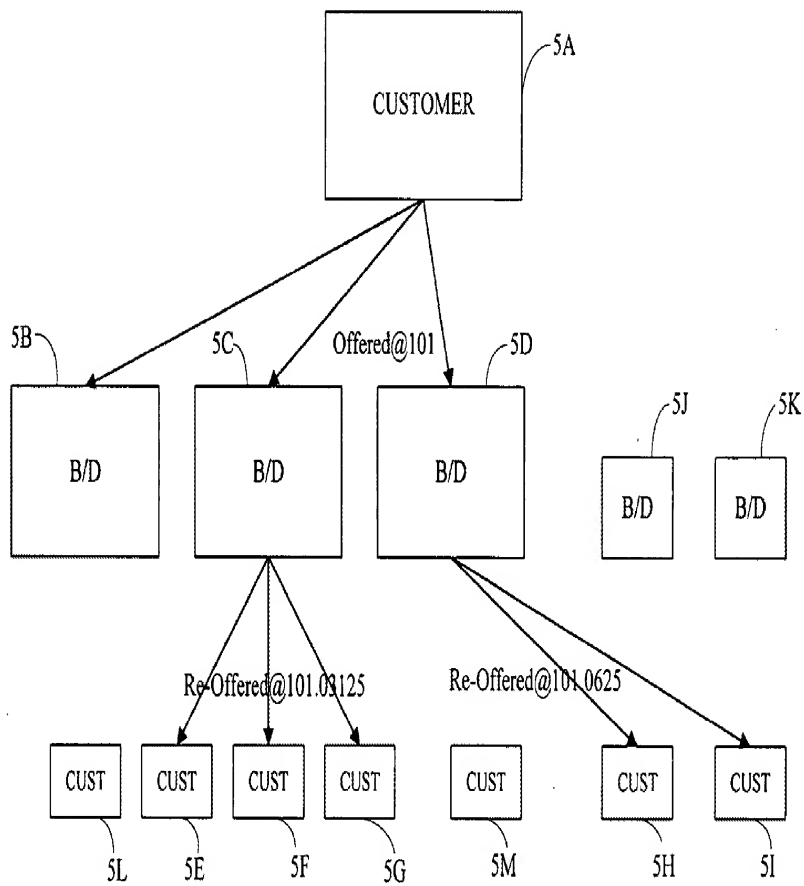 5A
CUSTOMER
5B
5C
Offered@101
5D
5J
5K
B/D
B/D
B/D
B/D
B/D
Re-Offered@101.03125
Re-Offered@101.0625
CUST
CUST
CUST
CUST
CUST
CUST
CUST
5L
5E
5F
5G
5M
5H
5I